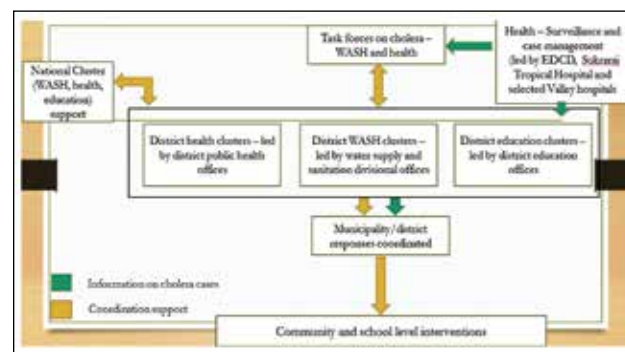 Task forces on cholera –
WASH and health
Health – Surveillance and
case management
(led by EDCD, Sukraraj
Tropical Hospital and
selected Valley hospitals
National Cluster
(WASH, health,
education)
support
District health clusters – led
by district public health
offices
District WASH clusters –
led by water supply and
sanitation divisional offices
District education clusters –
led by district education
offices
Municipality/district
responses coordinated
Information on cholera cases
Coordination support
Community and school level interventions